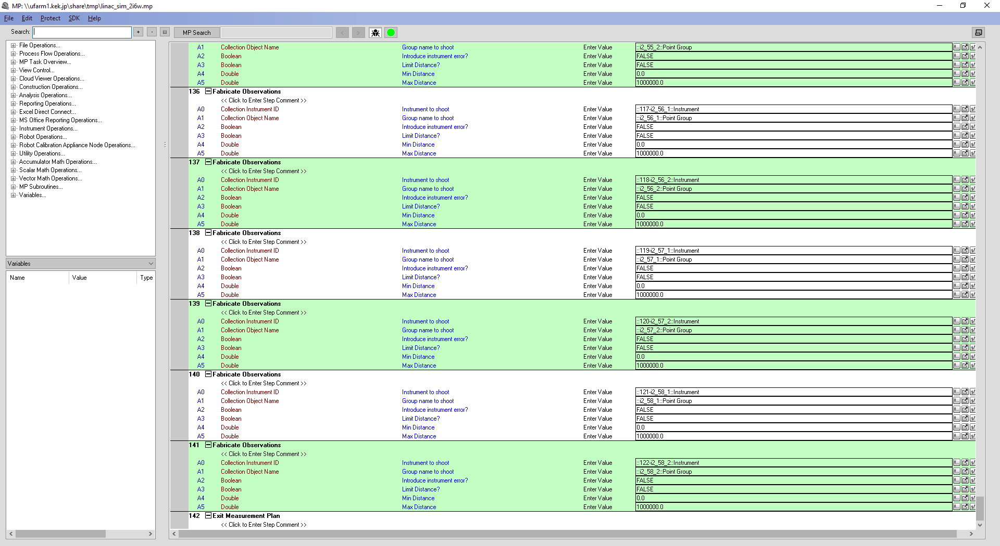 MP: \\ufarm1.kek.jp\share\tmp\linac_sim_2i6w.mp
File Edit Protect SDK Help
Search: + - MP Search < >
File Operations...
Process Flow Operations...
MP Task Overview...
View Control...
Cloud Viewer Operations...
Construction Operations...
Analysis Operations...
Reporting Operations...
Excel Direct Connect...
MS Office Reporting Operations...
Instrument Operations...
Robot Operations...
Robot Calibration Appliance Node Operations...
Utility Operations...
Accumulator Math Operations...
Scalar Math Operations...
Vector Math Operations...
MP Subroutines...
Variables...
Variables
Name Value Type
A1 Collection Object Name Group name to shoot Enter Value ::i2_55_2::Point Group
A2 Boolean Introduce instrument error? Enter Value FALSE
A3 Boolean Limit Distance? Enter Value FALSE
A4 Double Min Distance Enter Value 0.0
A5 Double Max Distance Enter Value 1000000.0
136 Fabricate Observations
<< Click to Enter Step Comment >>
A0 Collection Instrument ID Instrument to shoot Enter Value ::117-i2_56_1::Instrument
A1 Collection Object Name Group name to shoot Enter Value ::i2_56_1::Point Group
A2 Boolean Introduce instrument error? Enter Value FALSE
A3 Boolean Limit Distance? Enter Value FALSE
A4 Double Min Distance Enter Value 0.0
A5 Double Max Distance Enter Value 1000000.0
137 Fabricate Observations
<< Click to Enter Step Comment >>
A0 Collection Instrument ID Instrument to shoot Enter Value ::118-i2_56_2::Instrument
A1 Collection Object Name Group name to shoot Enter Value ::i2_56_2::Point Group
A2 Boolean Introduce instrument error? Enter Value FALSE
A3 Boolean Limit Distance? Enter Value FALSE
A4 Double Min Distance Enter Value 0.0
A5 Double Max Distance Enter Value 1000000.0
138 Fabricate Observations
<< Click to Enter Step Comment >>
A0 Collection Instrument ID Instrument to shoot Enter Value ::119-i2_57_1::Instrument
A1 Collection Object Name Group name to shoot Enter Value ::i2_57_1::Point Group
A2 Boolean Introduce instrument error? Enter Value FALSE
A3 Boolean Limit Distance? Enter Value FALSE
A4 Double Min Distance Enter Value 0.0
A5 Double Max Distance Enter Value 1000000.0
139 Fabricate Observations
<< Click to Enter Step Comment >>
A0 Collection Instrument ID Instrument to shoot Enter Value ::120-i2_57_2::Instrument
A1 Collection Object Name Group name to shoot Enter Value ::i2_57_2::Point Group
A2 Boolean Introduce instrument error? Enter Value FALSE
A3 Boolean Limit Distance? Enter Value FALSE
A4 Double Min Distance Enter Value 0.0
A5 Double Max Distance Enter Value 1000000.0
140 Fabricate Observations
<< Click to Enter Step Comment >>
A0 Collection Instrument ID Instrument to shoot Enter Value ::121-i2_58_1::Instrument
A1 Collection Object Name Group name to shoot Enter Value ::i2_58_1::Point Group
A2 Boolean Introduce instrument error? Enter Value FALSE
A3 Boolean Limit Distance? Enter Value FALSE
A4 Double Min Distance Enter Value 0.0
A5 Double Max Distance Enter Value 1000000.0
141 Fabricate Observations
<< Click to Enter Step Comment >>
A0 Collection Instrument ID Instrument to shoot Enter Value ::122-i2_58_2::Instrument
A1 Collection Object Name Group name to shoot Enter Value ::i2_58_2::Point Group
A2 Boolean Introduce instrument error? Enter Value FALSE
A3 Boolean Limit Distance? Enter Value FALSE
A4 Double Min Distance Enter Value 0.0
A5 Double Max Distance Enter Value 1000000.0
142 Exit Measurement Plan
<< Click to Enter Step Comment >>